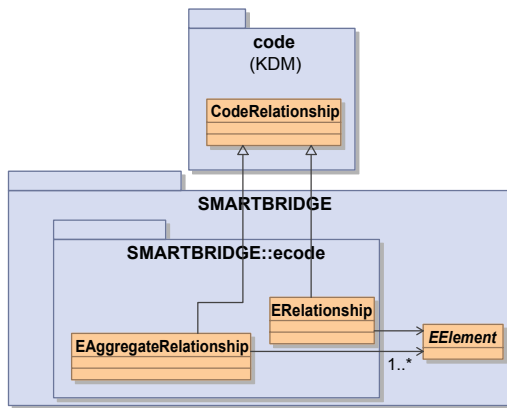 code
(KDM)
CodeRelationship
SMARTBRIDGE
SMARTBRIDGE::ecode
ERelationship
EAggregateRelationship
EElement
1..*